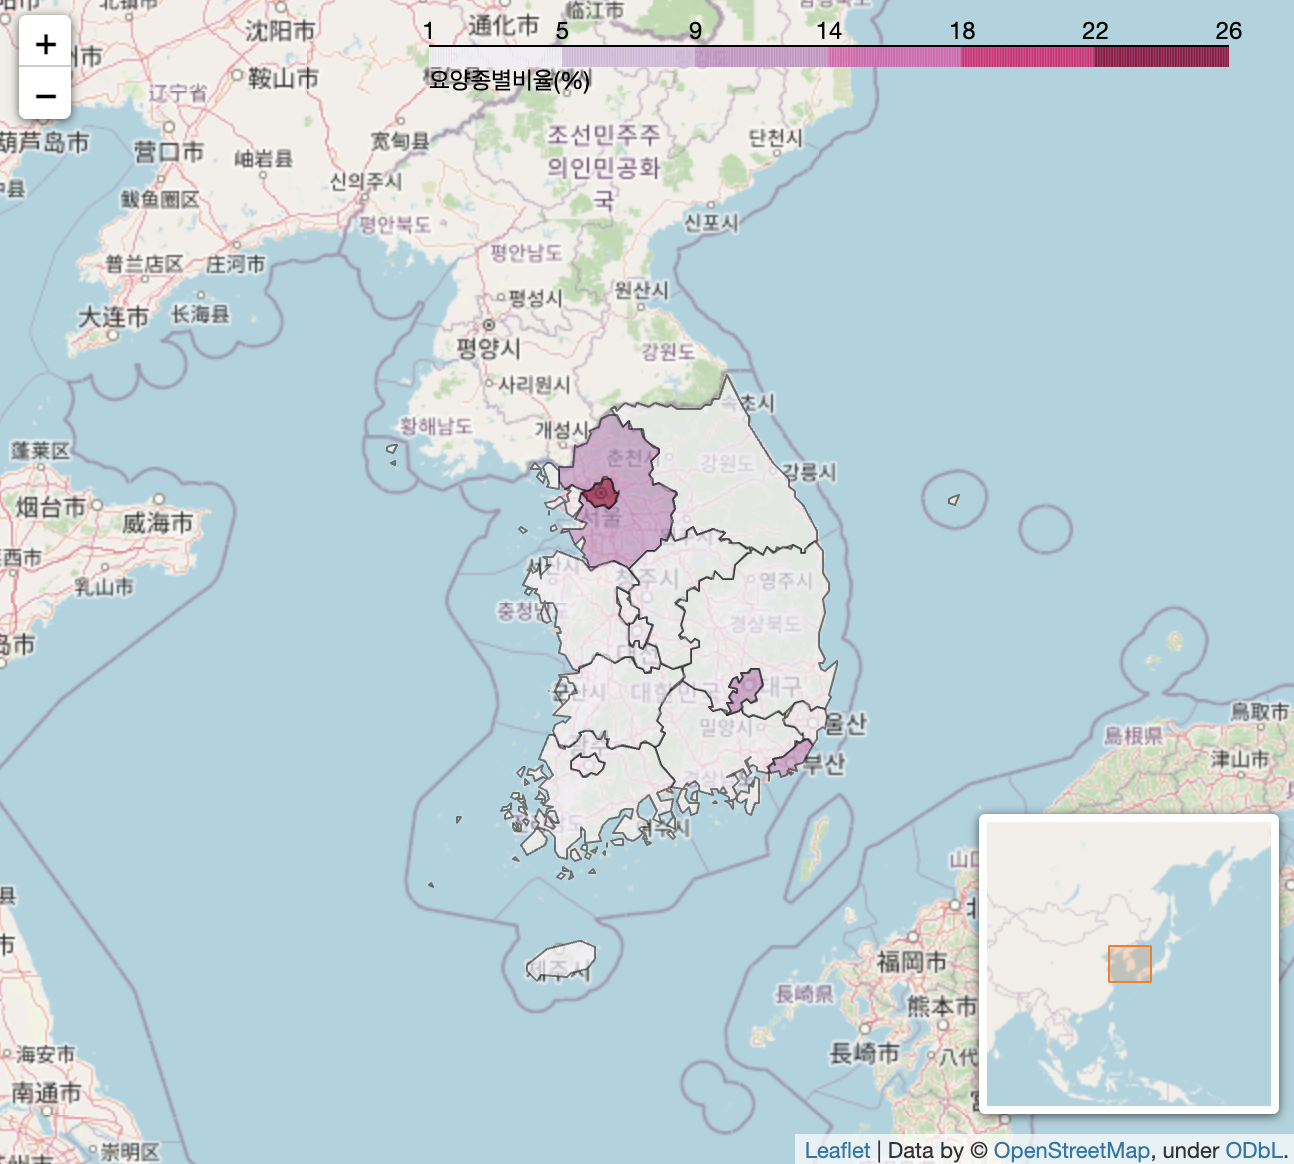 +
−
1 5 9 14 18 22 26
요양종별비율(%)
临江市
沈阳市
通化市
鞍山市
辽宁省
宽甸县
葫芦岛市
营口市
岫岩县
조선민주주
의인민공화
국
단천시
신의주시
鲅鱼圈区
평안북도
신포시
평안남도
普兰店区
庄河市
평성시
원산시
大连市
长海县
평양시
강원도
사리원시
속초시
황해남도
개성시
蓬莱区
춘천시
강원도
강릉시
烟台市
威海市
서울
乳山市
청주시
영주시
충청남도
경상북도
대전
군산시
대한민국
대구
밀양시
울산
부산
광주
여수시
제주시
鳥取市
島根県
津山市
福岡市
長崎県
熊本市
長崎市
八代
海安市
南通市
崇明区
Leaflet | Data by © OpenStreetMap, under ODbL.